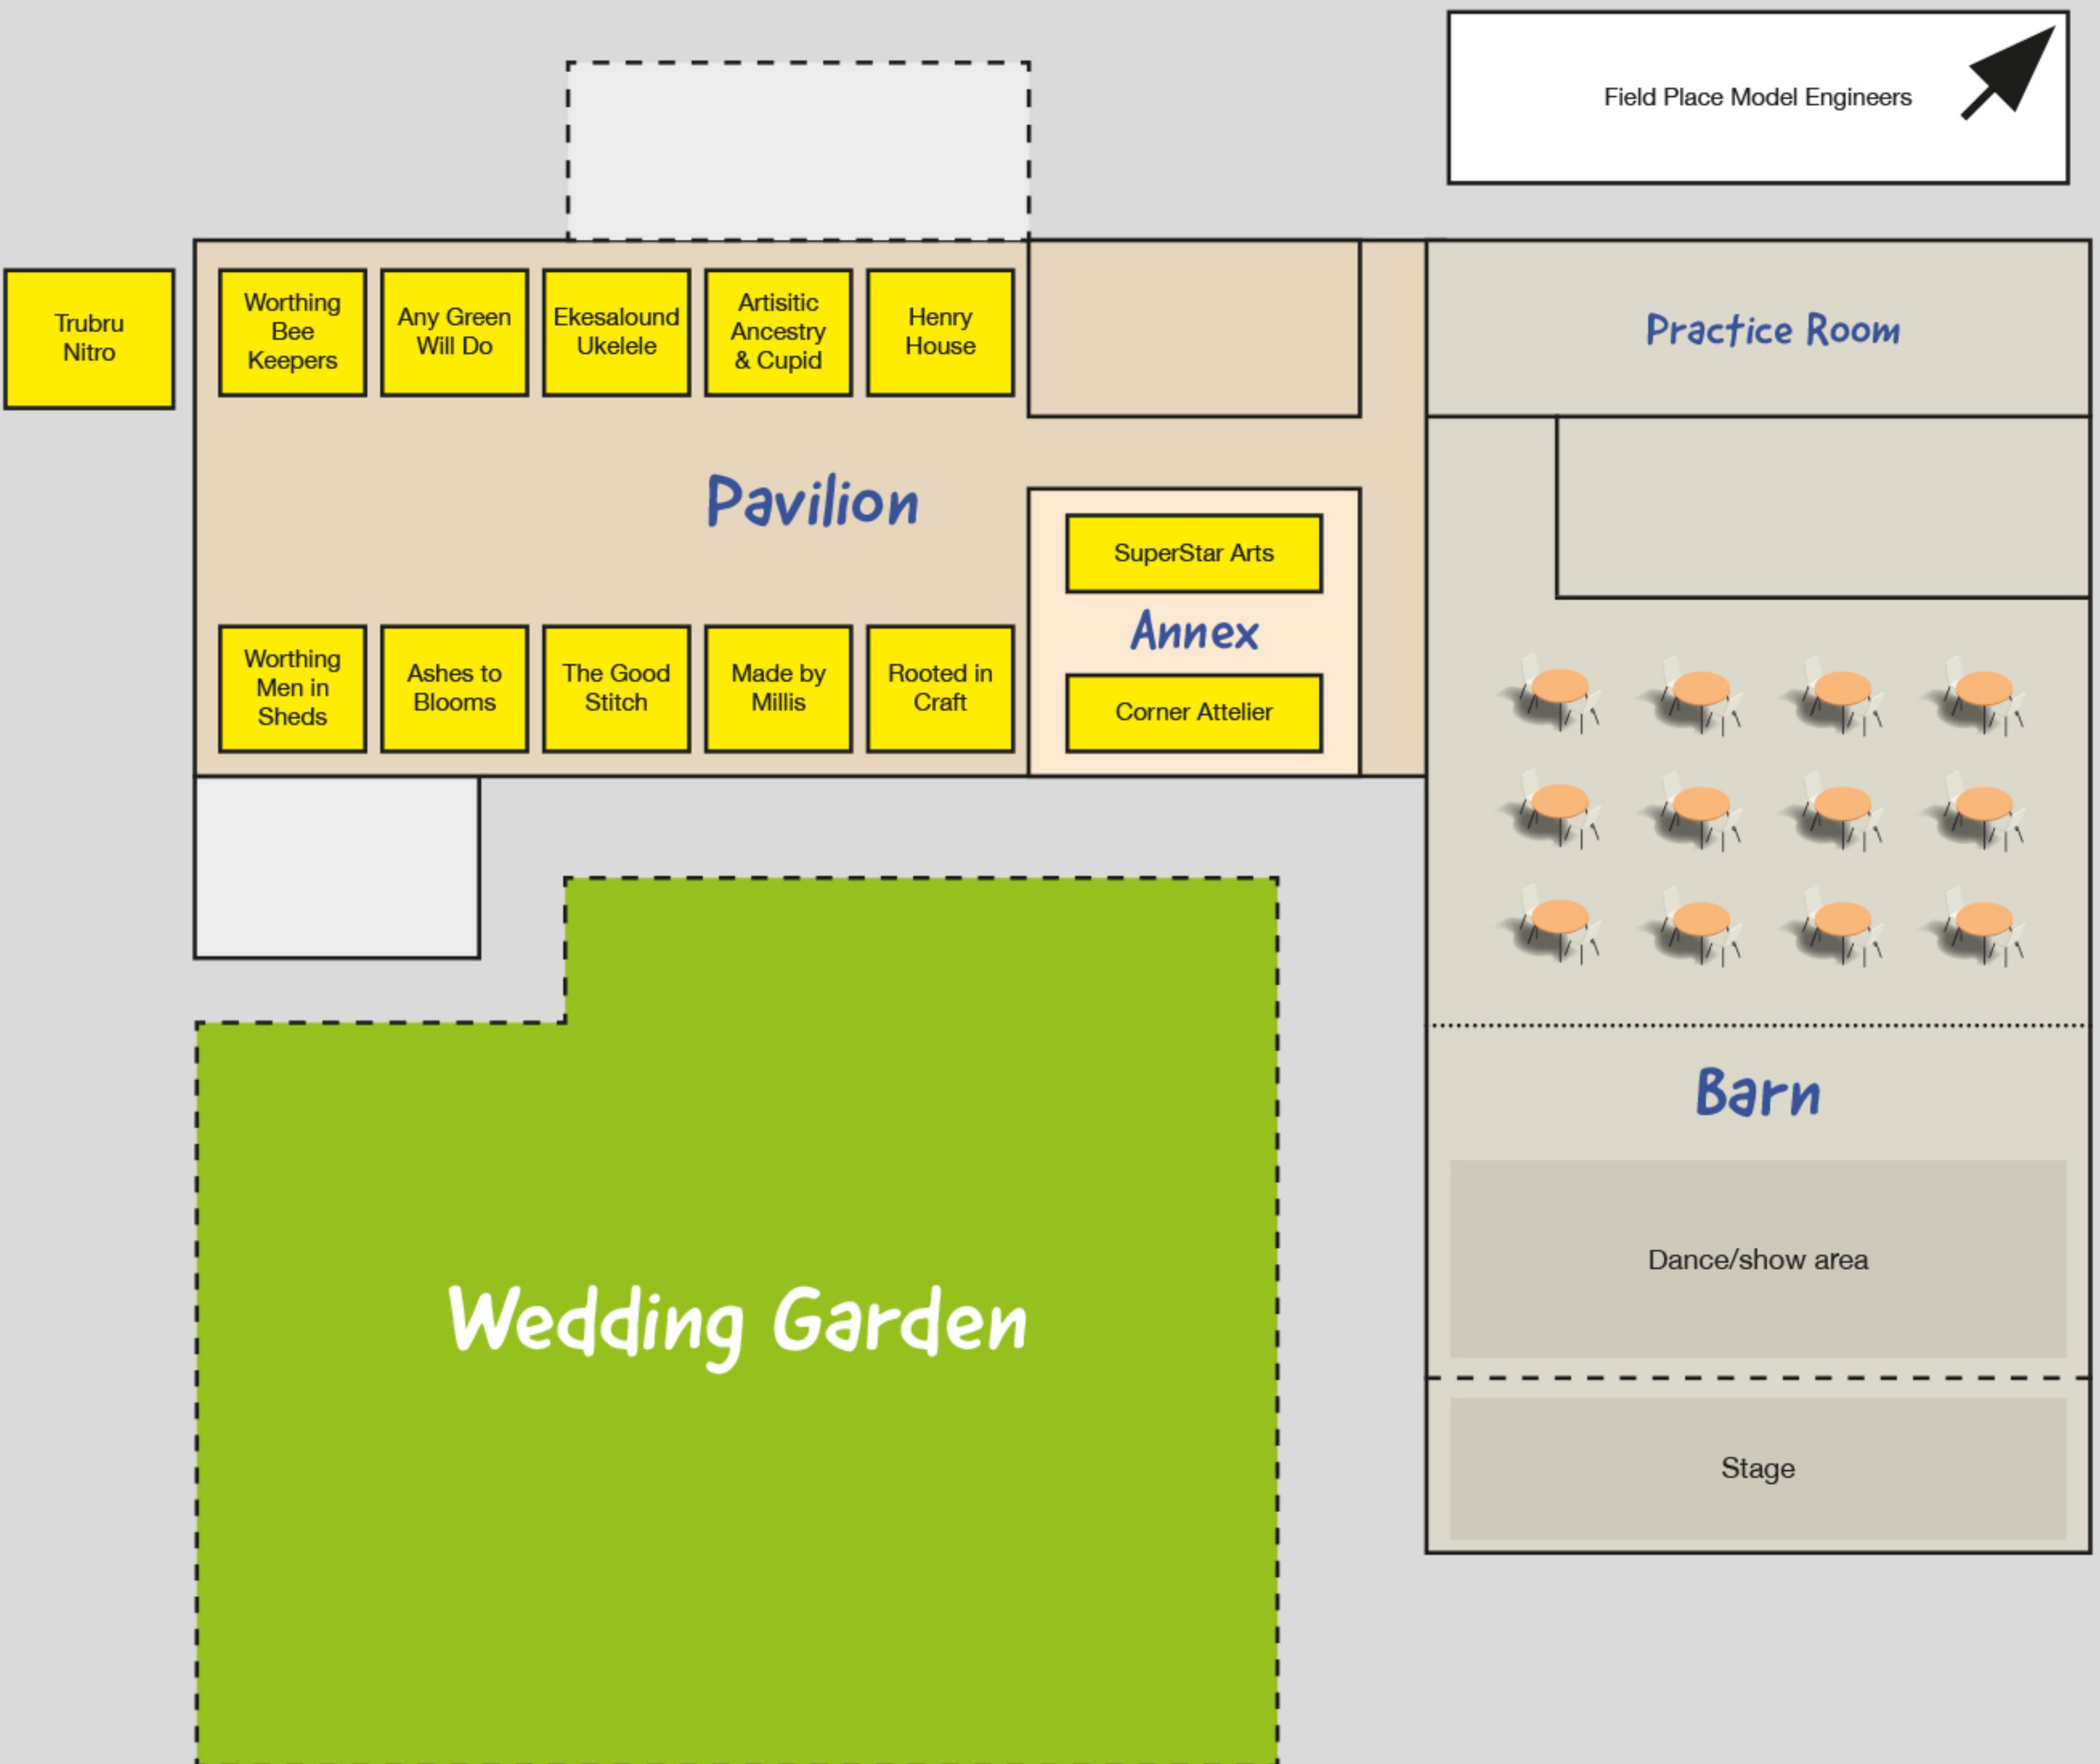 Field Place Model Engineers
Trubru
Nitro
Worthing
Bee
Keepers
Any Green
Will Do
Ekesalound
Ukelele
Artisitic
Ancestry
& Cupid
Henry
House
Practice Room
Pavilion
SuperStar Arts
Annex
Corner Attelier
Worthing
Men in
Sheds
Ashes to
Blooms
The Good
Stitch
Made by
Millis
Rooted in
Craft
Barn
Dance/show area
Wedding Garden
Stage